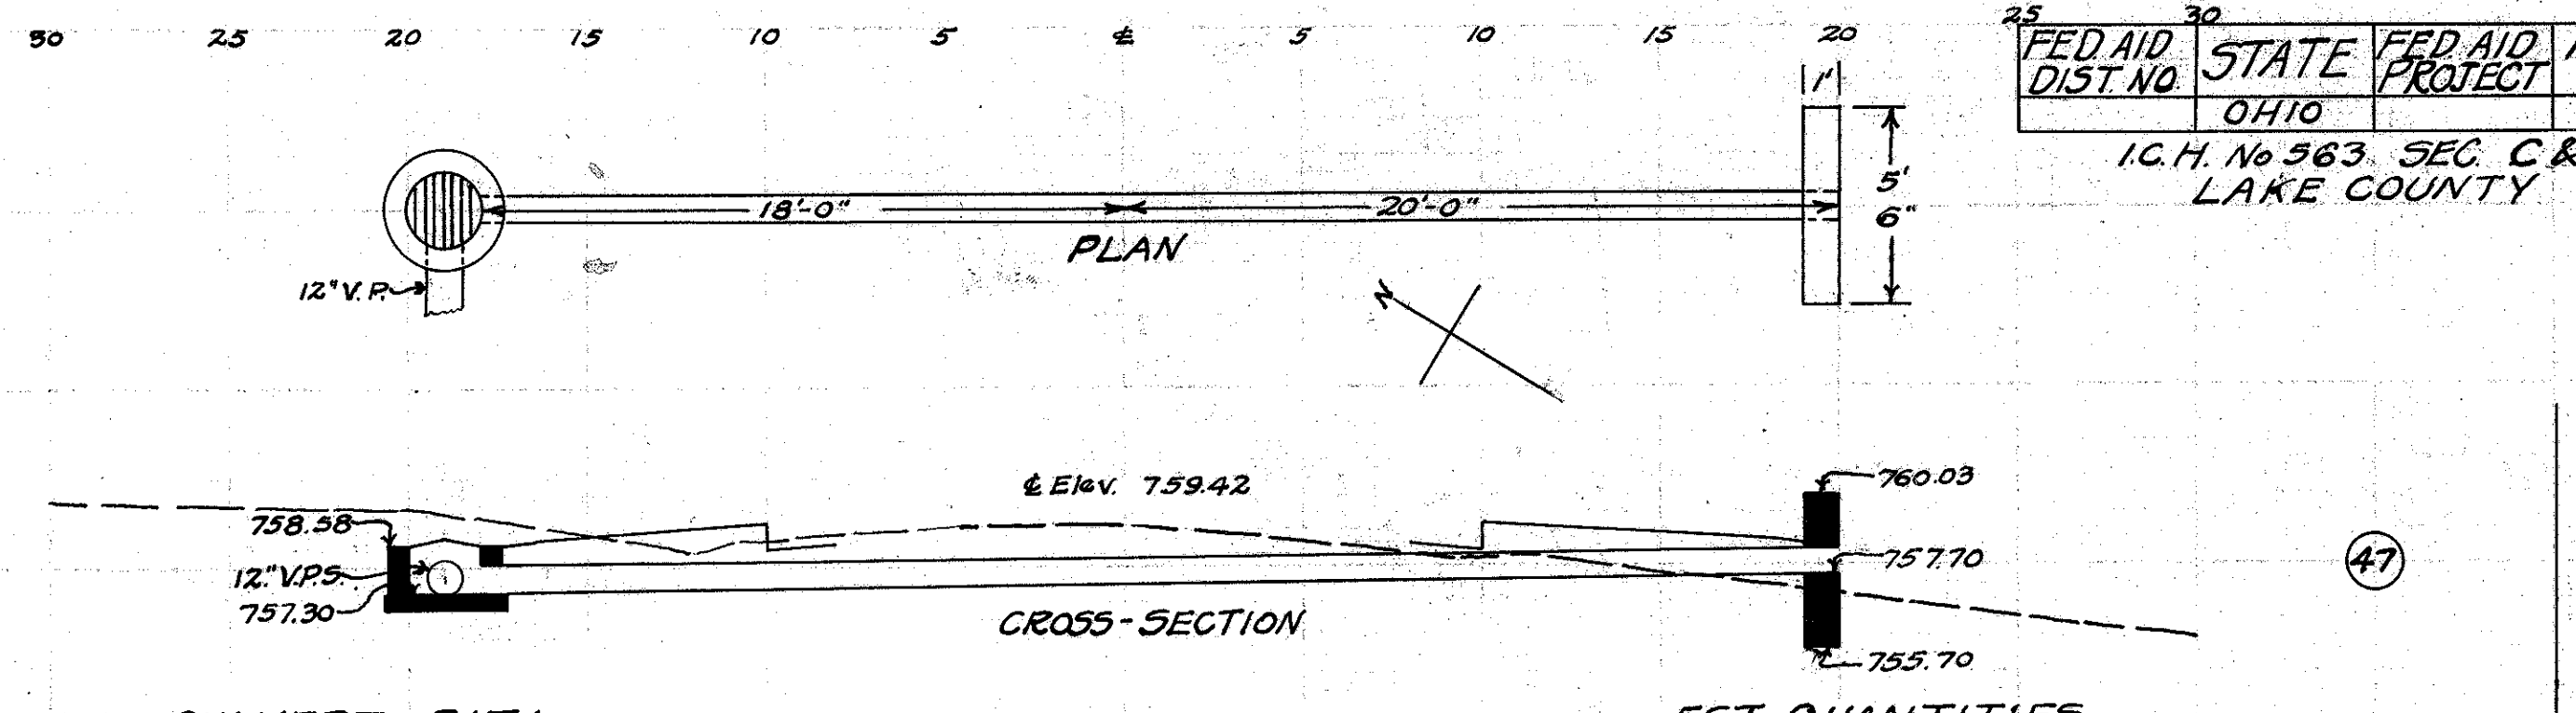 30 25 20 15 10 5 ℄ 5 10 15 20 25 30
FED AID DIST. NO. STATE FED. AID PROJECT
OHIO
I.C.H. No 563. SEC. C &
LAKE COUNTY
1'
5' 6"
18'-0" 20'-0"
PLAN
12" V.P.
N
℄ Elev. 759.42
760.03
758.58
12" V.P.S.
757.30
757.70
47
CROSS-SECTION
755.70
EST. QUANTITIES